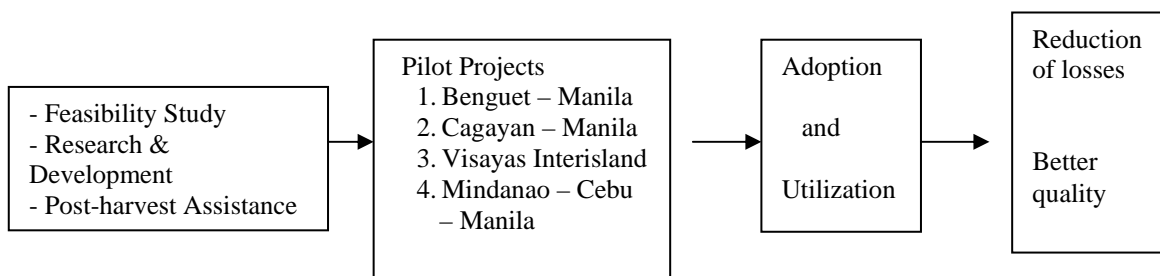 - Feasibility Study
- Research &
Development
- Post-harvest Assistance
Pilot Projects
1. Benguet – Manila
2. Cagayan – Manila
3. Visayas Interisland
4. Mindanao – Cebu
– Manila
Adoption
and
Utilization
Reduction
of losses
Better
quality